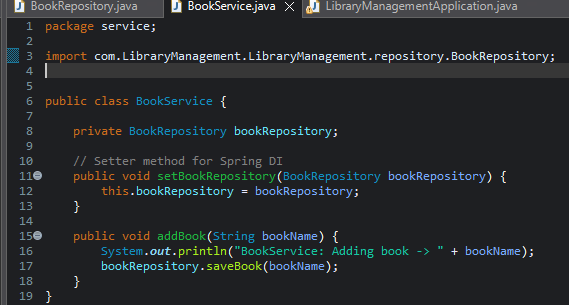 BookRepository.java BookService.java LibraryManagementApplication.java
1 package service;
2
3 import com.LibraryManagement.LibraryManagement.repository.BookRepository;
4
5
6 public class BookService {
7
8     private BookRepository bookRepository;
9
10     // Setter method for Spring DI
11     public void setBookRepository(BookRepository bookRepository) {
12         this.bookRepository = bookRepository;
13     }
14
15     public void addBook(String bookName) {
16         System.out.println("BookService: Adding book -> " + bookName);
17         bookRepository.saveBook(bookName);
18     }
19 }